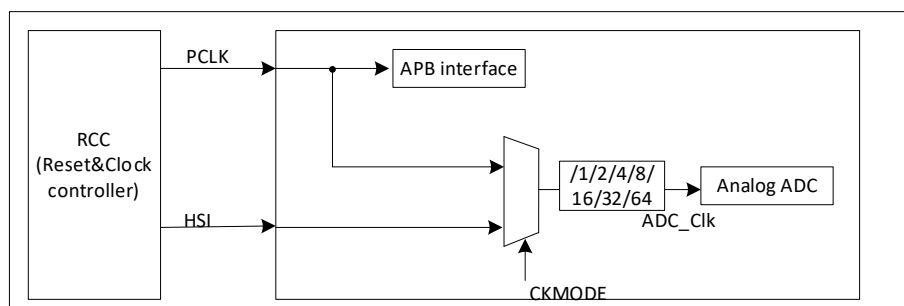 PCLK
APB interface
RCC
(Reset&Clock
controller)
/1/2/4/8/
16/32/64
Analog ADC
HSI
ADC_Clk
CKMODE